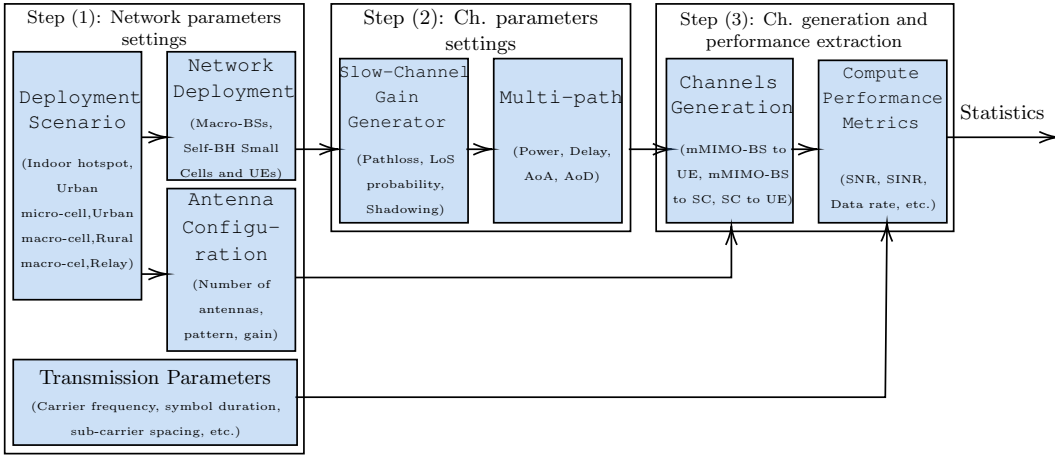 Step (1): Network parameters
settings
Deployment
Scenario
(Indoor hotspot,
Urban
micro-cell,Urban
macro-cell,Rural
macro-cel,Relay)
Network
Deployment
(Macro-BSs,
Self-BH Small
Cells and UEs)
Antenna
Configu-
ration
(Number of
antennas,
pattern, gain)
Transmission Parameters
(Carrier frequency, symbol duration,
sub-carrier spacing, etc.)
Step (2): Ch. parameters
settings
Slow-Channel
Gain
Generator
(Pathloss, LoS
probability,
Shadowing)
Multi-path
(Power, Delay,
AoA, AoD)
Step (3): Ch. generation and
performance extraction
Channels
Generation
(mMIMO-BS to
UE, mMIMO-BS
to SC, SC to UE)
Compute
Performance
Metrics
(SNR, SINR,
Data rate, etc.)
Statistics